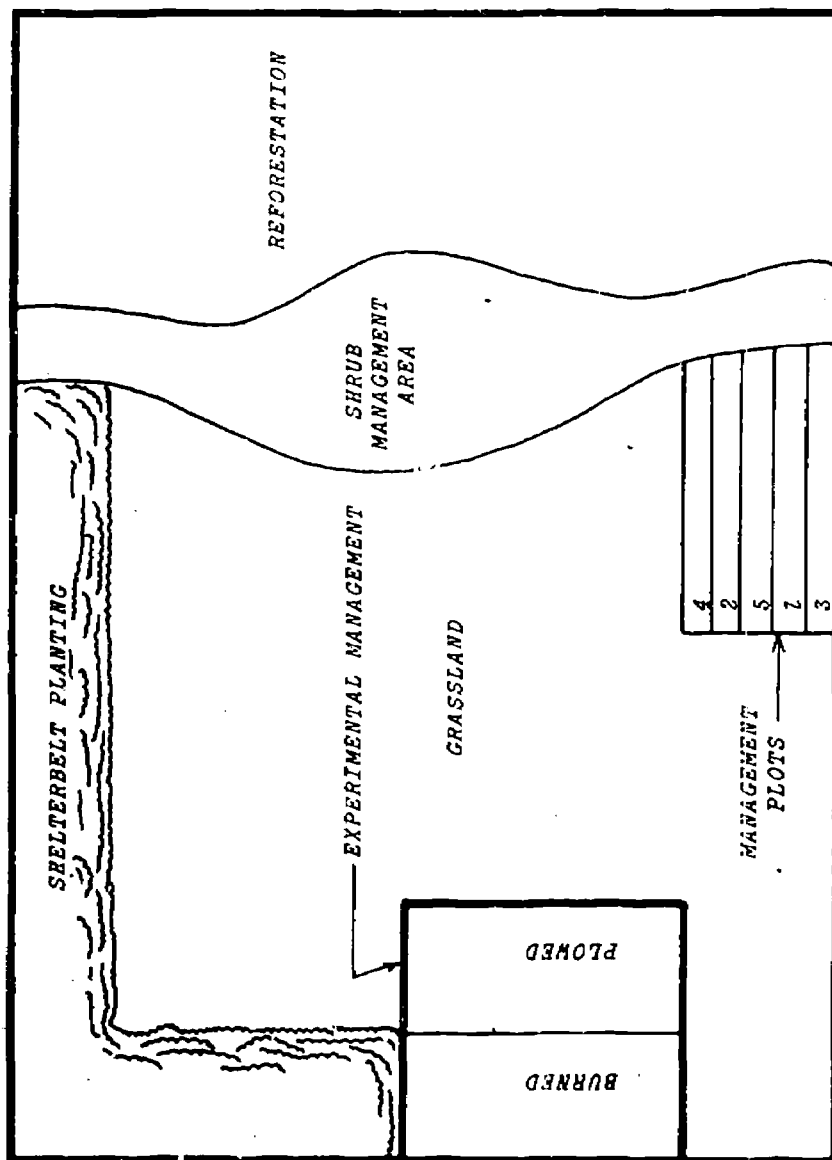 SHELTERBELT PLANTING
REFORESTATION
EXPERIMENTAL MANAGEMENT
SHRUB
MANAGEMENT
AREA
GRASSLAND
PLOWED
BURNED
4
2
5
1
3
MANAGEMENT
PLOTS